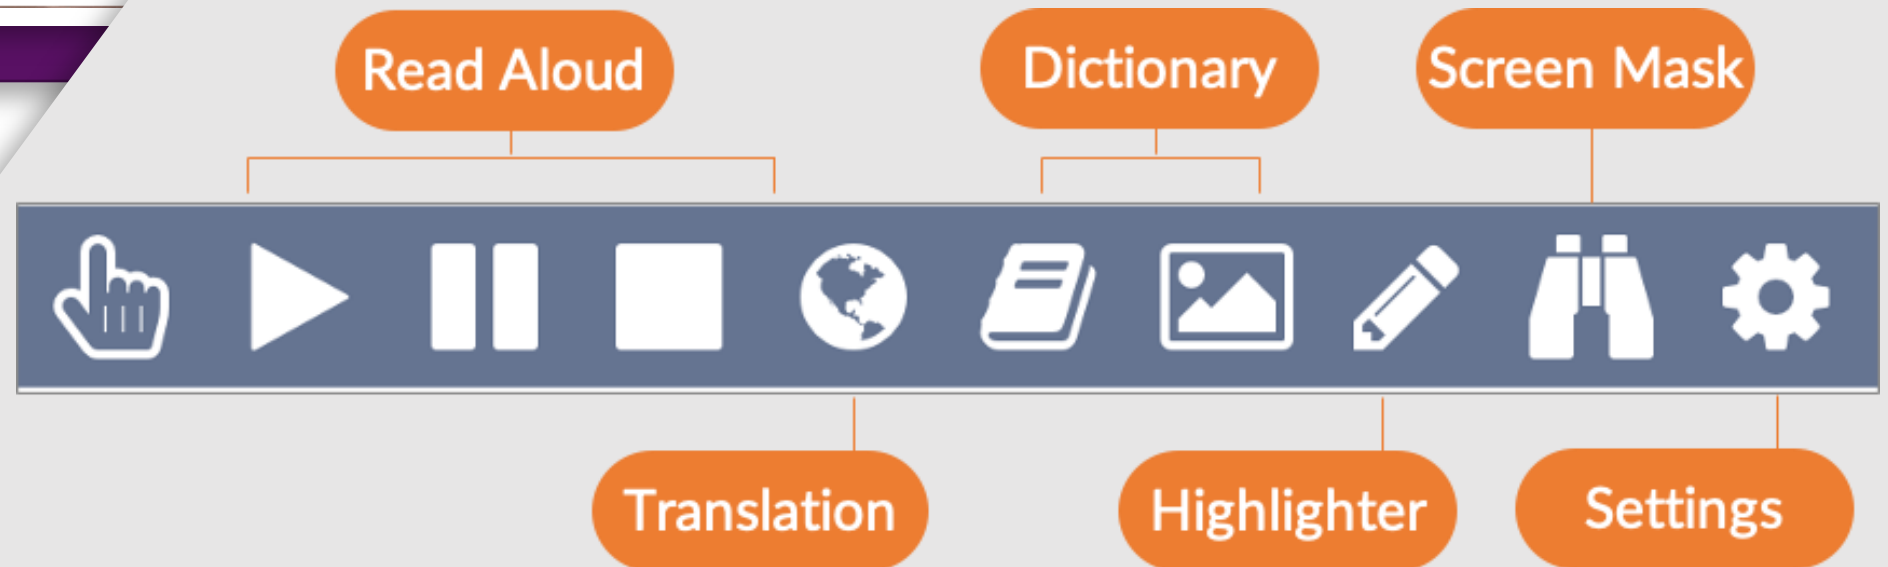 Read Aloud
Dictionary
Screen Mask
Translation
Highlighter
Settings